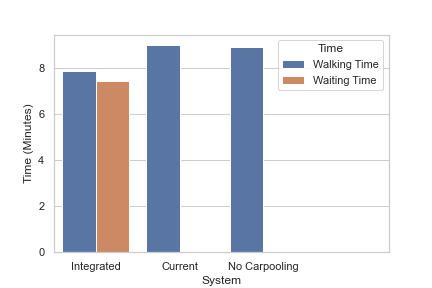 Time
Walking Time
Waiting Time
8
6
4
2
0
Time (Minutes)
Integrated
Current
No Carpooling
System